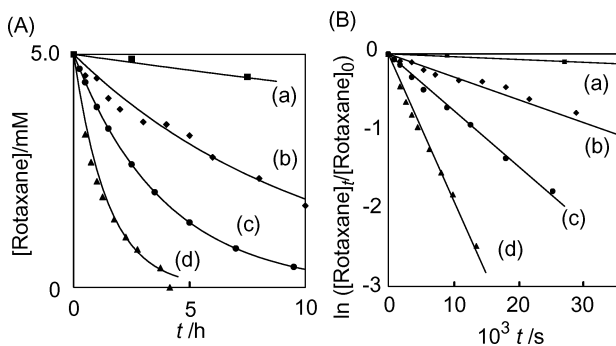 (A)
5.0
[Rotaxane]/mM
0
0
5
10
t /h
(a)
(b)
(c)
(d)
(B)
0
-1
-2
-3
ln ([Rotaxane]t/[Rotaxane]0)
0
10
20
30
10³ t /s
(a)
(b)
(c)
(d)